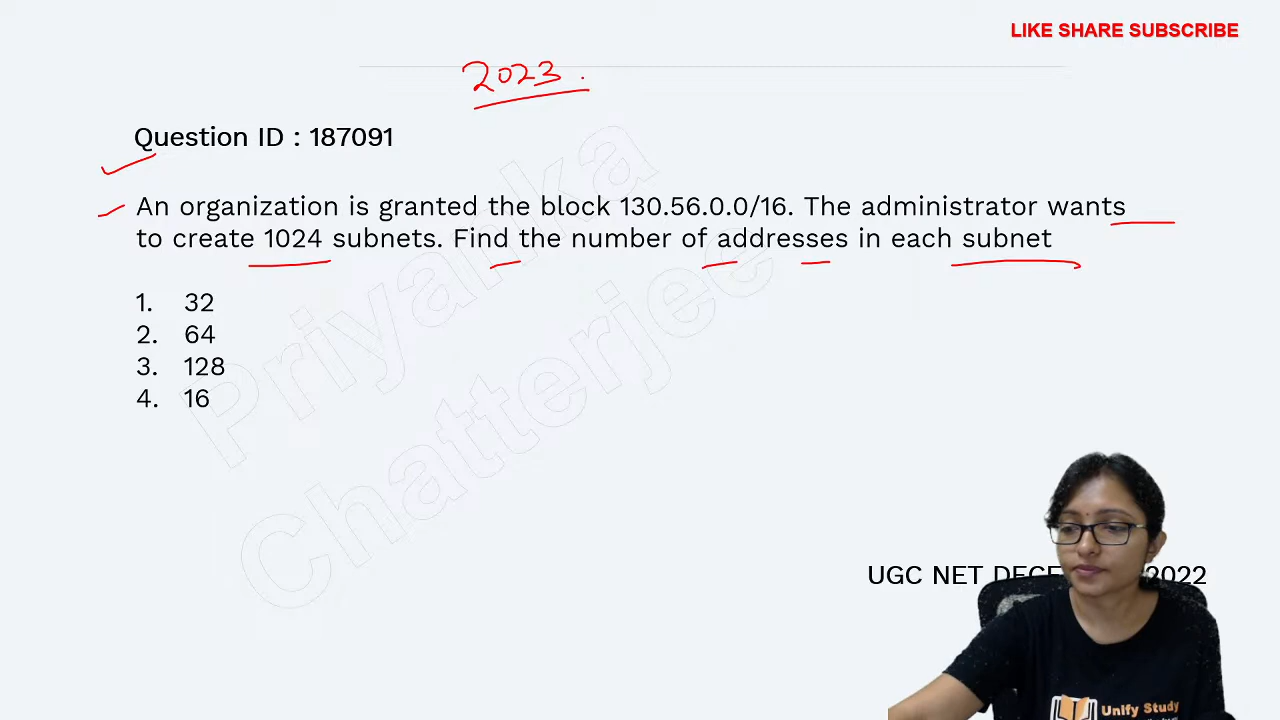 LIKE SHARE SUBSCRIBE
2023.
Question ID : 187091
An organization is granted the block 130.56.0.0/16. The administrator wants
to create 1024 subnets. Find the number of addresses in each subnet
1. 32
2. 64
3. 128
4. 16
Priyanka
Chatterjee
UGC NET 2022
Unify Study